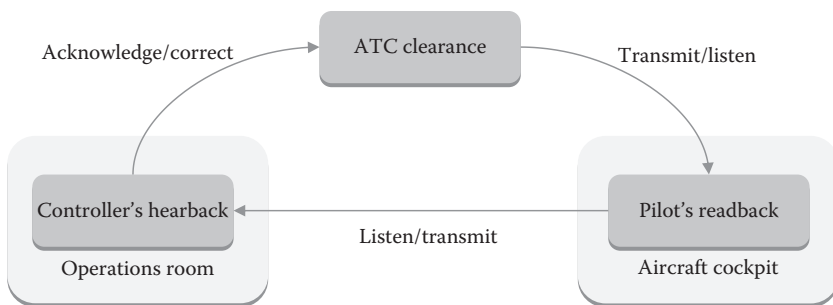 ATC clearance
Acknowledge/correct
Transmit/listen
Controller's hearback
Pilot's readback
Listen/transmit
Operations room
Aircraft cockpit